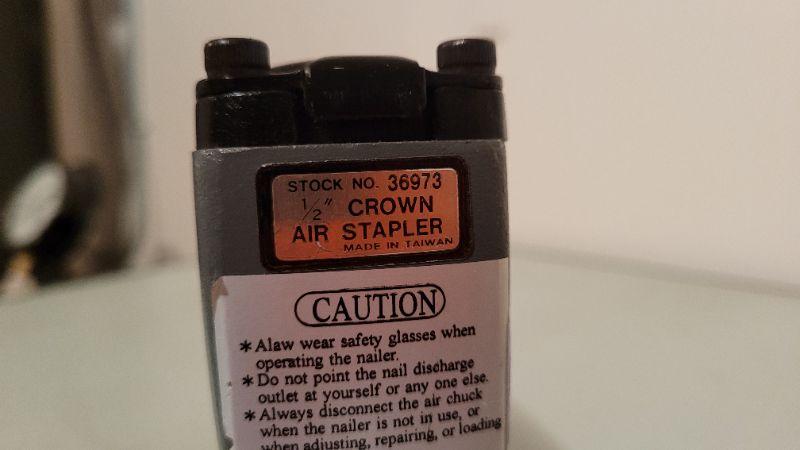 STOCK NO. 36973
1/2" CROWN
AIR STAPLER
MADE IN TAIWAN
CAUTION
* Alaw wear safety glasses when
operating the nailer.
* Do not point the nail discharge
outlet at yourself or any one else.
* Always disconnect the air chuck
when the nailer is not in use, or
when adjusting, repairing, or loading